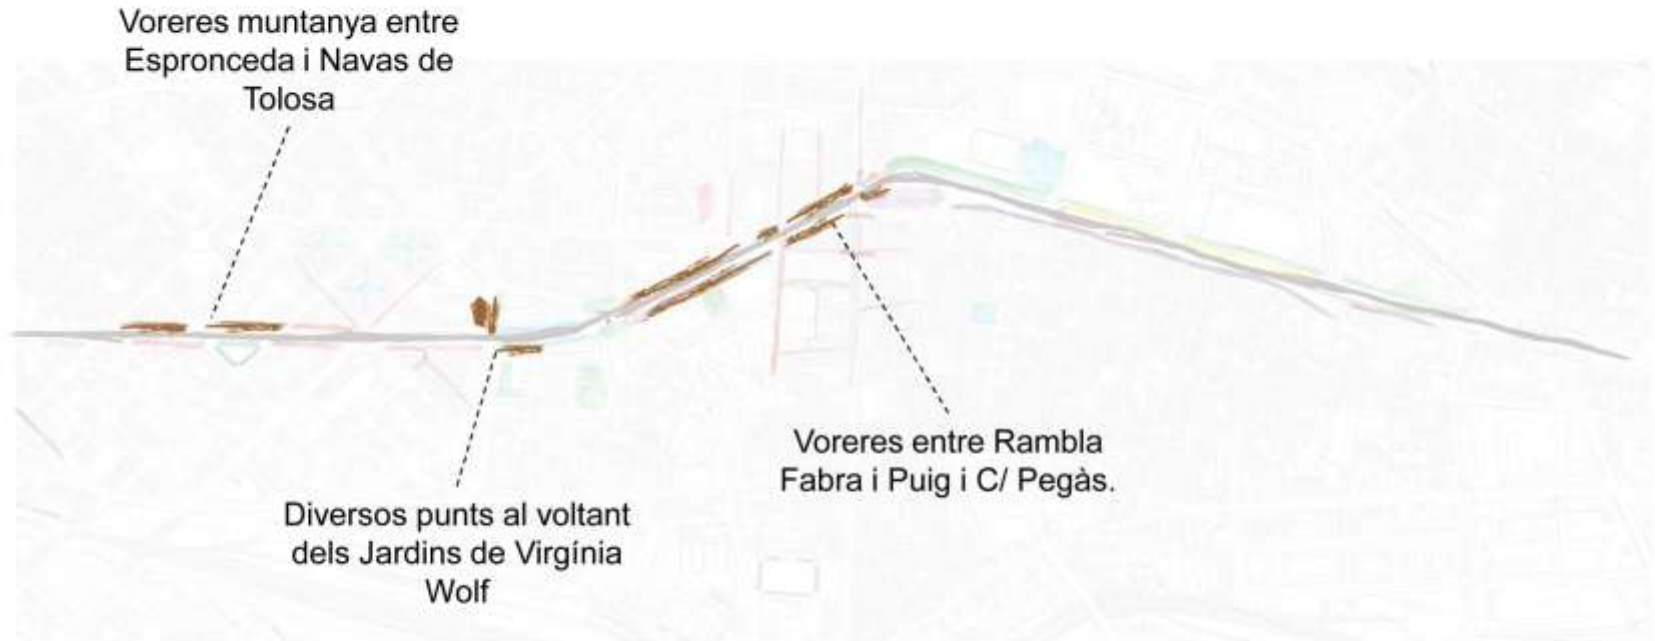 Voreres muntanya entre
Espronceda i Navas de
Tolosa
Voreres entre Rambla
Fabra i Puig i C/ Pegàs.
Diversos punts al voltant
dels Jardins de Virgínia
Wolf